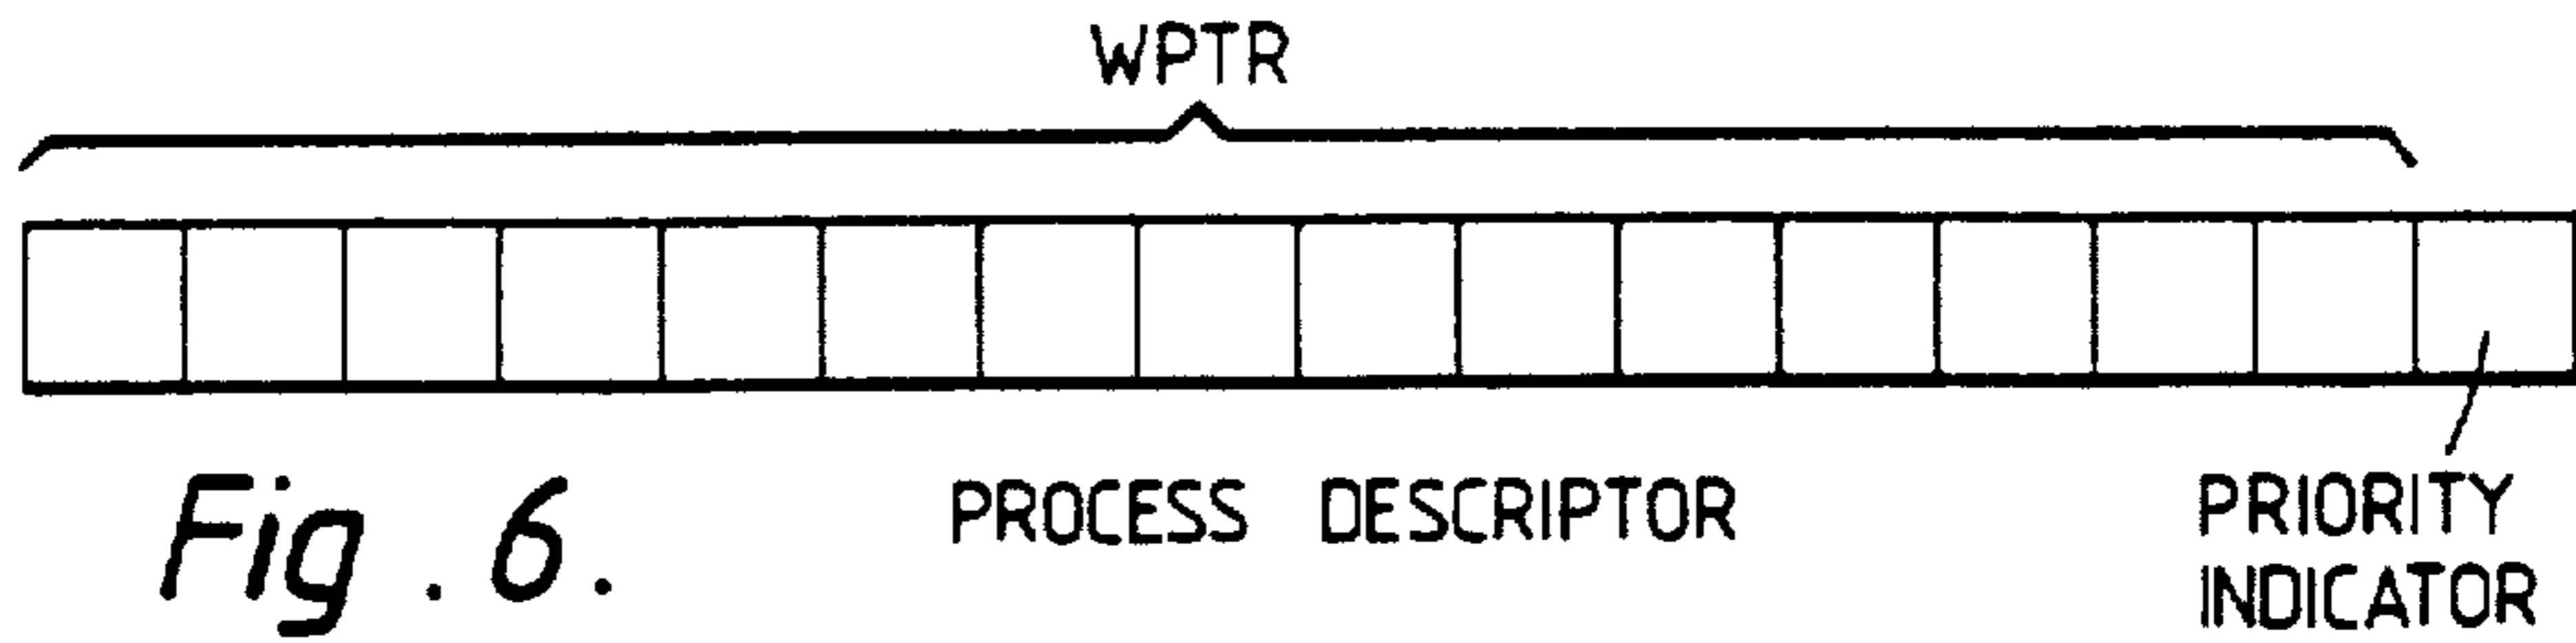 WPTR
Fig. 6.
PROCESS DESCRIPTOR
PRIORITY
INDICATOR